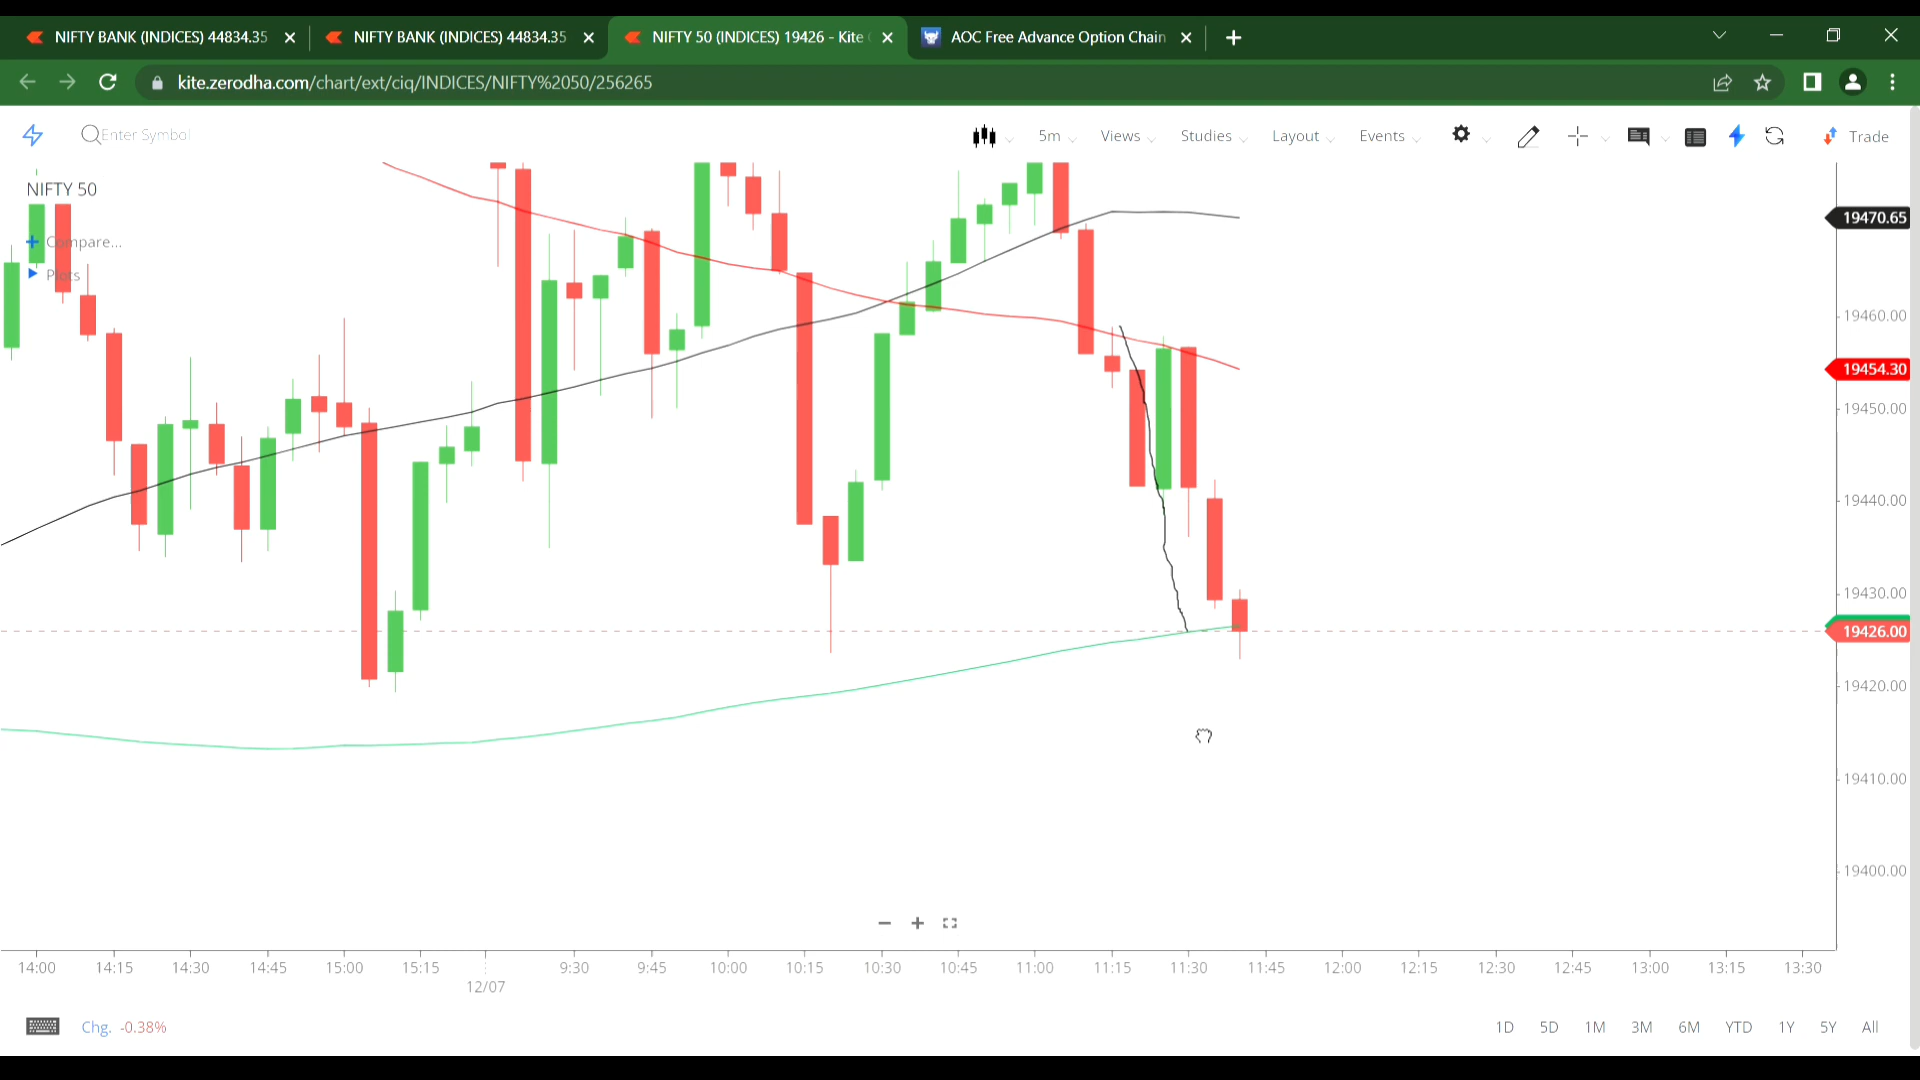 NIFTY BANK (INDICES) 44834.35
NIFTY BANK (INDICES) 44834.35
NIFTY 50 (INDICES) 19426 - Kite
AOC Free Advance Option Chain
kite.zerodha.com/chart/ext/ciq/INDICES/NIFTY%2050/256265
Enter Symbol
5m
Views
Studies
Layout
Events
Trade
NIFTY 50
Compare...
Plots
19470.65
19460.00
19454.30
19450.00
19440.00
19430.00
19426.00
19420.00
19410.00
19400.00
14:00 14:15 14:30 14:45 15:00 15:15 9:30 9:45 10:00 10:15 10:30 10:45 11:00 11:15 11:30 11:45 12:00 12:15 12:30 12:45 13:00 13:15 13:30
12/07
Chg. -0.38%
1D 5D 1M 3M 6M YTD 1Y 5Y All